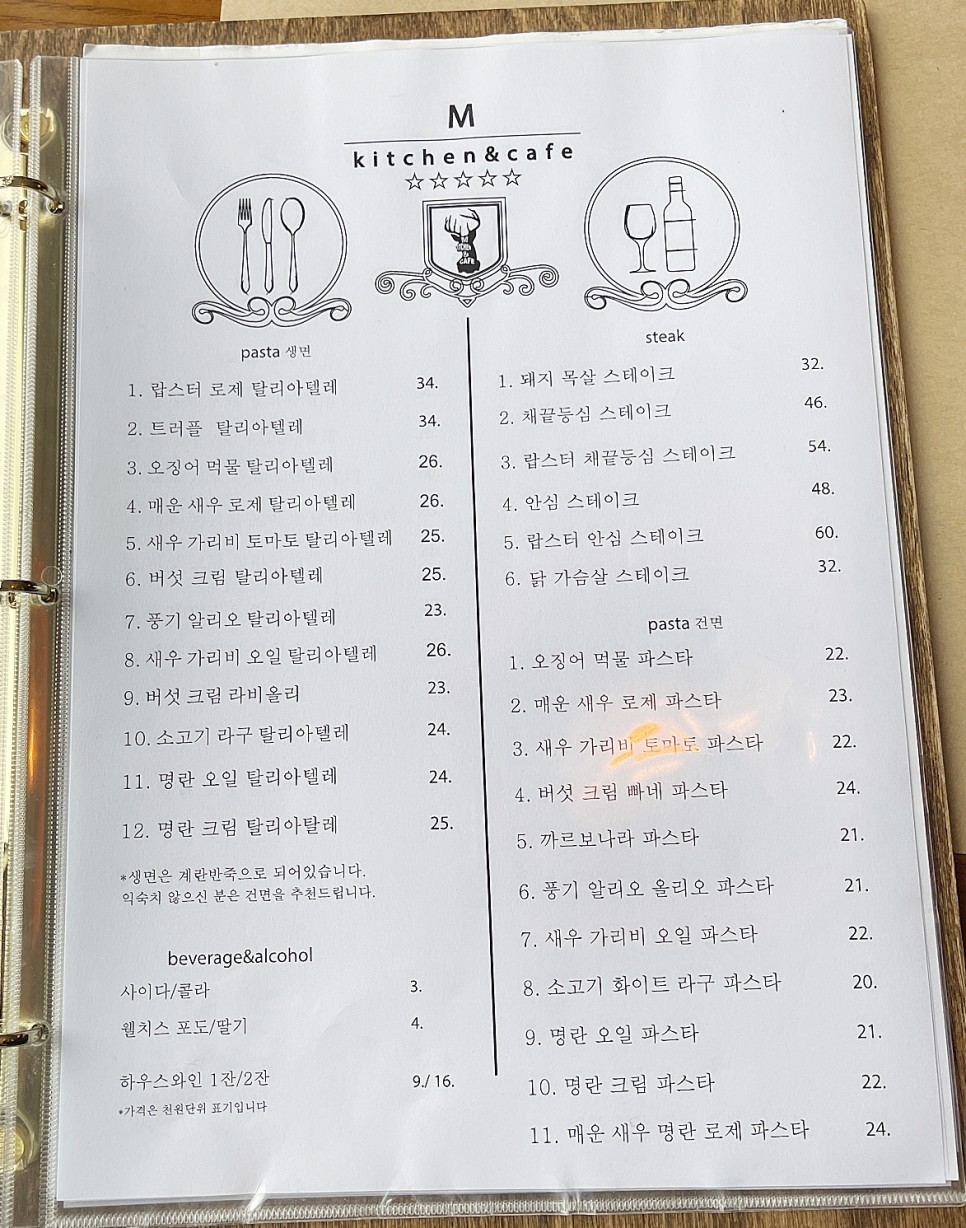 M
kitchen&cafe
CAFE
pasta 생면
1. 랍스터 로제 탈리아텔레 34.
2. 트러플 탈리아텔레 34.
3. 오징어 먹물 탈리아텔레 26.
4. 매운 새우 로제 탈리아텔레 26.
5. 새우 가리비 토마토 탈리아텔레 25.
6. 버섯 크림 탈리아텔레 25.
7. 풍기 알리오 탈리아텔레 23.
8. 새우 가리비 오일 탈리아텔레 26.
9. 버섯 크림 라비올리 23.
10. 소고기 라구 탈리아텔레 24.
11. 명란 오일 탈리아텔레 24.
12. 명란 크림 탈리아탈레 25.
*생면은 계란반죽으로 되어있습니다.
익숙치 않으신 분은 건면을 추천드립니다.
beverage&alcohol
사이다/콜라 3.
웰치스 포도/딸기 4.
하우스와인 1잔/2잔 9./ 16.
*가격은 천원단위 표기입니다
steak
1. 돼지 목살 스테이크 32.
2. 채끝등심 스테이크 46.
3. 랍스터 채끝등심 스테이크 54.
4. 안심 스테이크 48.
5. 랍스터 안심 스테이크 60.
6. 닭 가슴살 스테이크 32.
pasta 건면
1. 오징어 먹물 파스타 22.
2. 매운 새우 로제 파스타 23.
3. 새우 가리비 토마토 파스타 22.
4. 버섯 크림 빠네 파스타 24.
5. 까르보나라 파스타 21.
6. 풍기 알리오 올리오 파스타 21.
7. 새우 가리비 오일 파스타 22.
8. 소고기 화이트 라구 파스타 20.
9. 명란 오일 파스타 21.
10. 명란 크림 파스타 22.
11. 매운 새우 명란 로제 파스타 24.